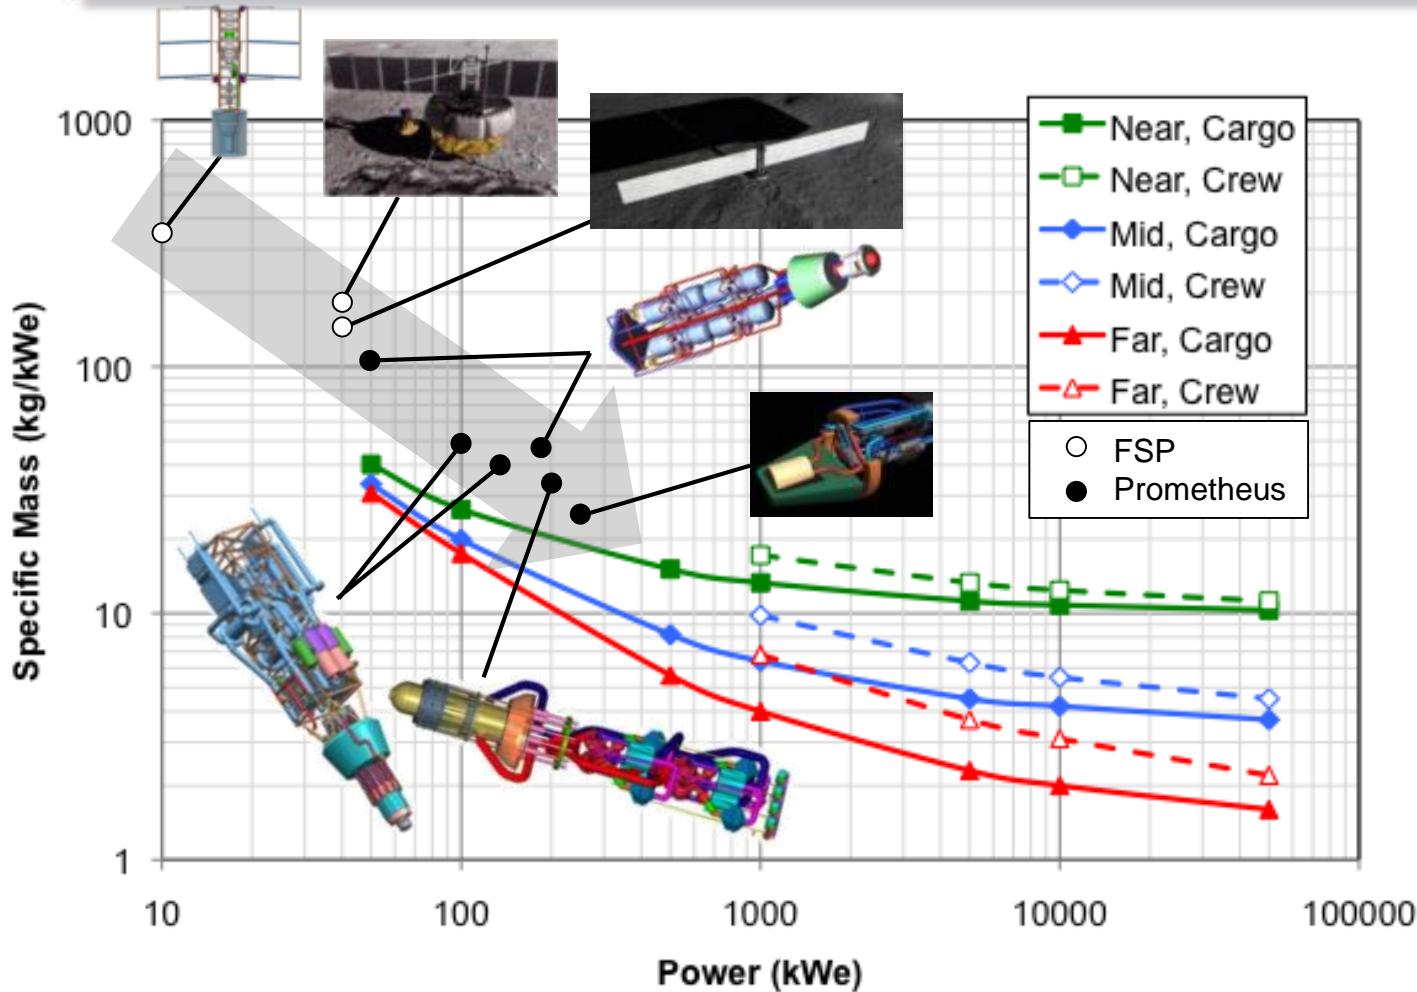 1000
100
10
1
Specific Mass (kg/kWe)
10
100
1000
10000
100000
Power (kWe)
Near, Cargo
Near, Crew
Mid, Cargo
Mid, Crew
Far, Cargo
Far, Crew
FSP
Prometheus